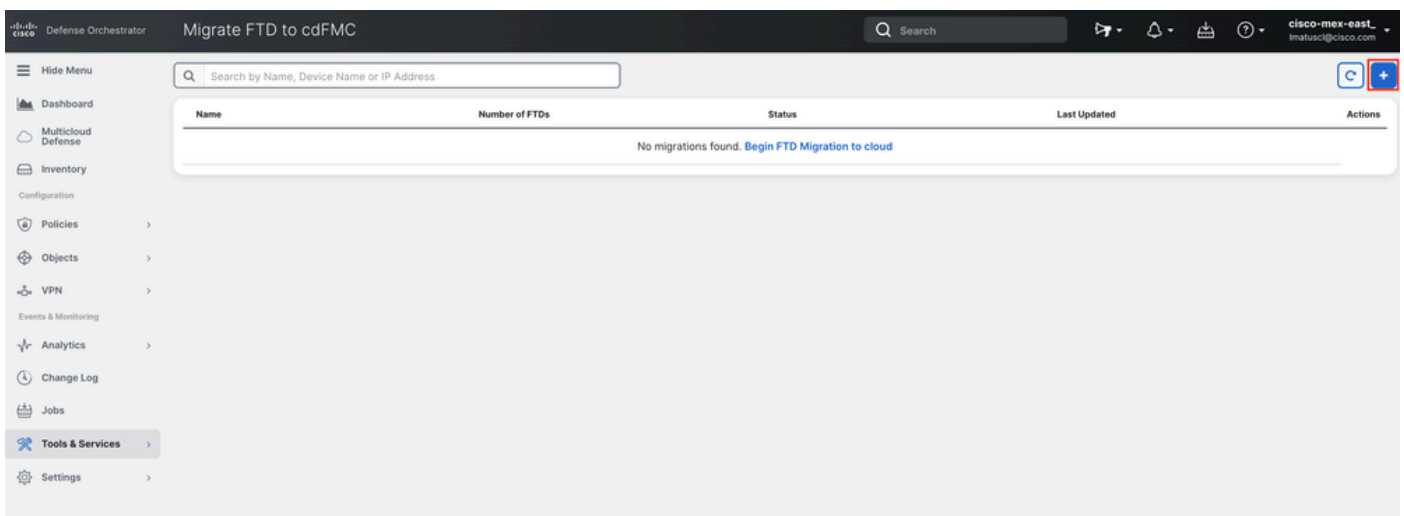 cisco Defense Orchestrator
Migrate FTD to cdFMC
Search
cisco-mex-east_
lmatuscl@cisco.com
Hide Menu
Search by Name, Device Name or IP Address
Dashboard
Name Number of FTDs Status Last Updated Actions
Multicloud
Defense
No migrations found. Begin FTD Migration to cloud
Inventory
Configuration
Policies
Objects
VPN
Events & Monitoring
Analytics
Change Log
Jobs
Tools & Services
Settings